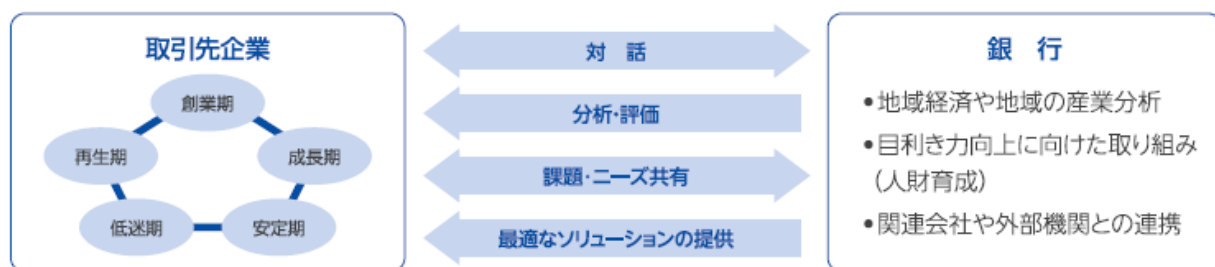 取引先企業
創業期
再生期
成長期
低迷期
安定期
対　話
分析・評価
課題・ニーズ共有
最適なソリューションの提供
銀　行
•地域経済や地域の産業分析
•目利き力向上に向けた取り組み
（人財育成）
•関連会社や外部機関との連携